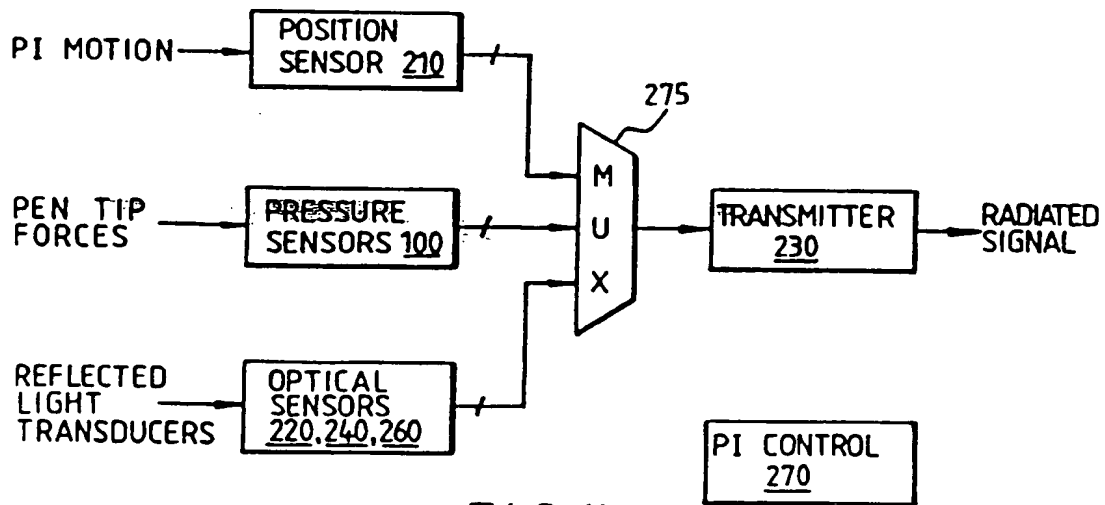 PI MOTION
POSITION
SENSOR 210
275
PEN TIP
FORCES
PRESSURE
SENSORS 100
M
U
X
TRANSMITTER
230
RADIATED
SIGNAL
REFLECTED
LIGHT
TRANSDUCERS
OPTICAL
SENSORS
220,240,260
PI CONTROL
270